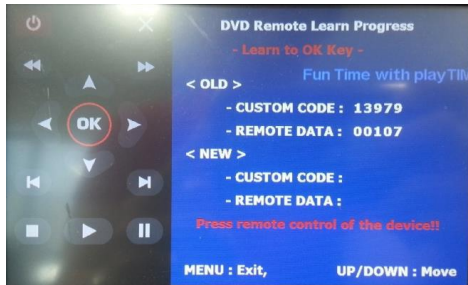 DVD Remote Learn Progress
- Learn to OK Key -
Fun Time with playTIM
< OLD >
- CUSTOM CODE : 13979
- REMOTE DATA : 00107
< NEW >
- CUSTOM CODE :
- REMOTE DATA :
Press remote control of the device!!
MENU : Exit, UP/DOWN : Move
OK